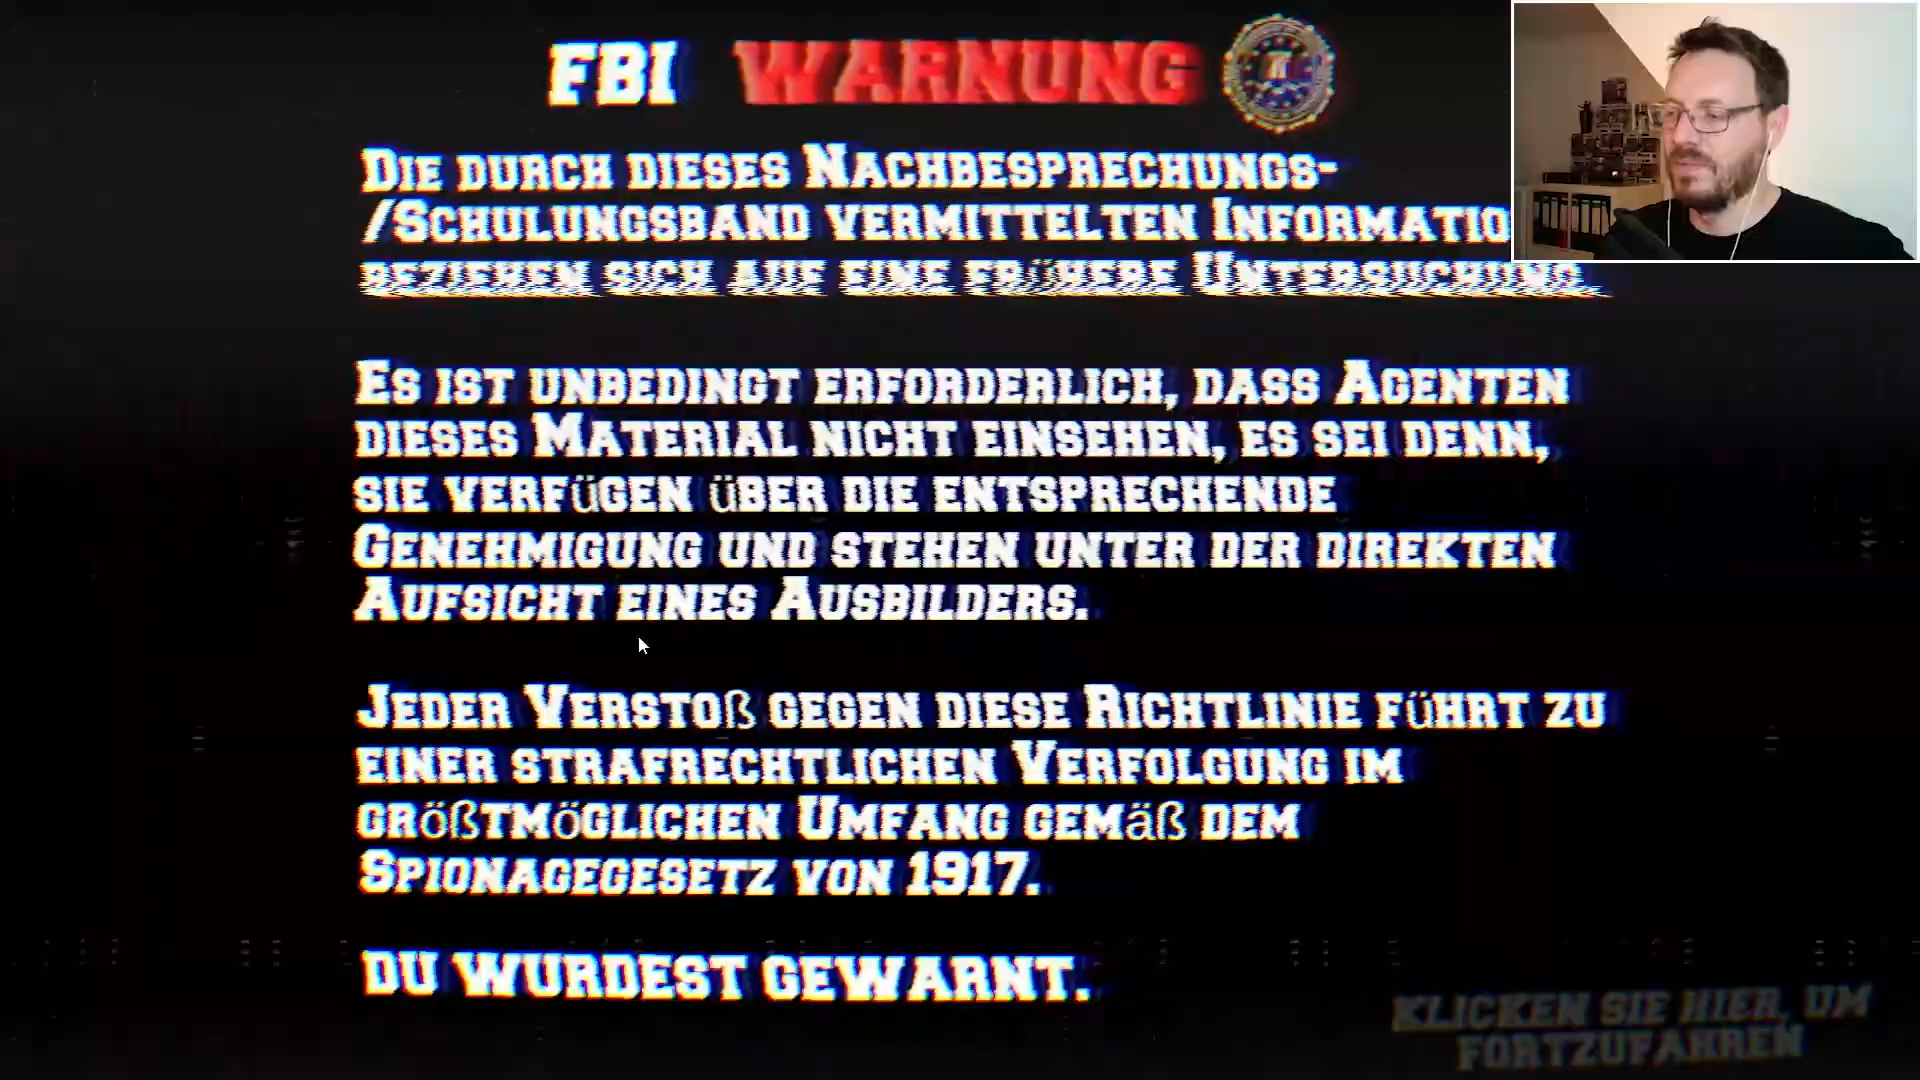 FBI WARNUNG
Die durch dieses Nachbesprechungs-
/Schulungsband vermittelten Informatio
beziehen sich auf eine frühere Untersuchung.
Es ist unbedingt erforderlich, dass Agenten
dieses Material nicht einsehen, es sei denn,
sie verfügen über die entsprechende
Genehmigung und stehen unter der direkten
Aufsicht eines Ausbilders.
Jeder Verstoß gegen diese Richtlinie führt zu
einer strafrechtlichen Verfolgung im
größtmöglichen Umfang gemäß dem
Spionagegesetz von 1917.
DU WURDEST GEWARNT.
KLICKEN SIE HIER, UM
FORTZUFAHREN